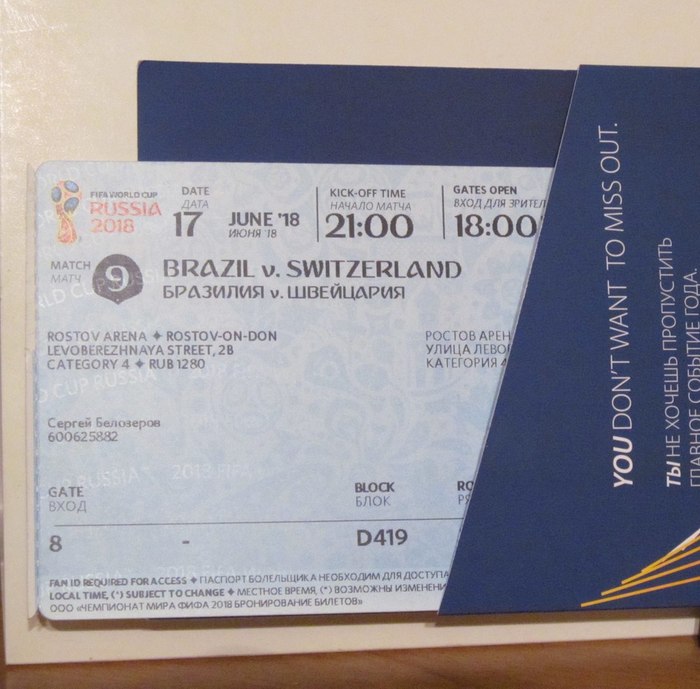 FIFA WORLD CUP
RUSSIA
2018
DATE
ДАТА
17 JUNE '18
ИЮНЯ '18
KICK-OFF TIME
НАЧАЛО МАТЧА
21:00
GATES OPEN
ВХОД ДЛЯ ЗРИТЕЛ
18:00
MATCH
МАТЧ
9
BRAZIL v. SWITZERLAND
БРАЗИЛИЯ v. ШВЕЙЦАРИЯ
ROSTOV ARENA ✦ ROSTOV-ON-DON
LEVOBEREZHNAYA STREET, 2B
CATEGORY 4 ✦ RUB 1280
РОСТОВ АРЕН
УЛИЦА ЛЕВО
КАТЕГОРИЯ 4
Сергей Белозеров
600625882
GATE
ВХОД
8
-
BLOCK
БЛОК
D419
RO
РЯ
FAN ID REQUIRED FOR ACCESS ✦ ПАСПОРТ БОЛЕЛЬЩИКА НЕОБХОДИМ ДЛЯ ДОСТУПА
LOCAL TIME, (*) SUBJECT TO CHANGE ✦ МЕСТНОЕ ВРЕМЯ, (*) ВОЗМОЖНЫ ИЗМЕНЕНИ
ООО «ЧЕМПИОНАТ МИРА ФИФА 2018 БРОНИРОВАНИЕ БИЛЕТОВ»
YOU DON'T WANT TO MISS OUT.
ТЫ НЕ ХОЧЕШЬ ПРОПУСТИТЬ
ГЛАВНОЕ СОБЫТИЕ ГОДА.